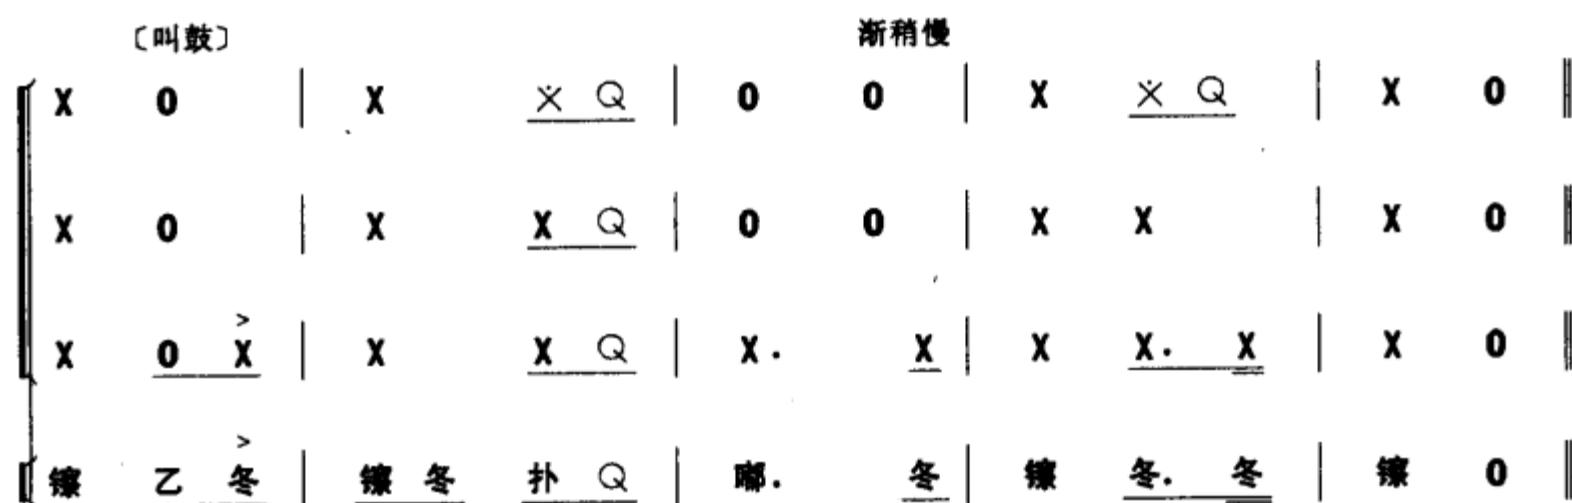 〔叫鼓〕 渐稍慢
X 0 | X Ẋ Q | 0 0 | X Ẋ Q | X 0 ‖
X 0 | X X Q | 0 0 | X X | X 0 ‖
X 0 X | X X Q | X. X | X X. X | X 0 ‖
镲 乙 冬 | 镲 冬 扑 Q | 嘟. 冬 | 镲 冬. 冬 | 镲 0 ‖